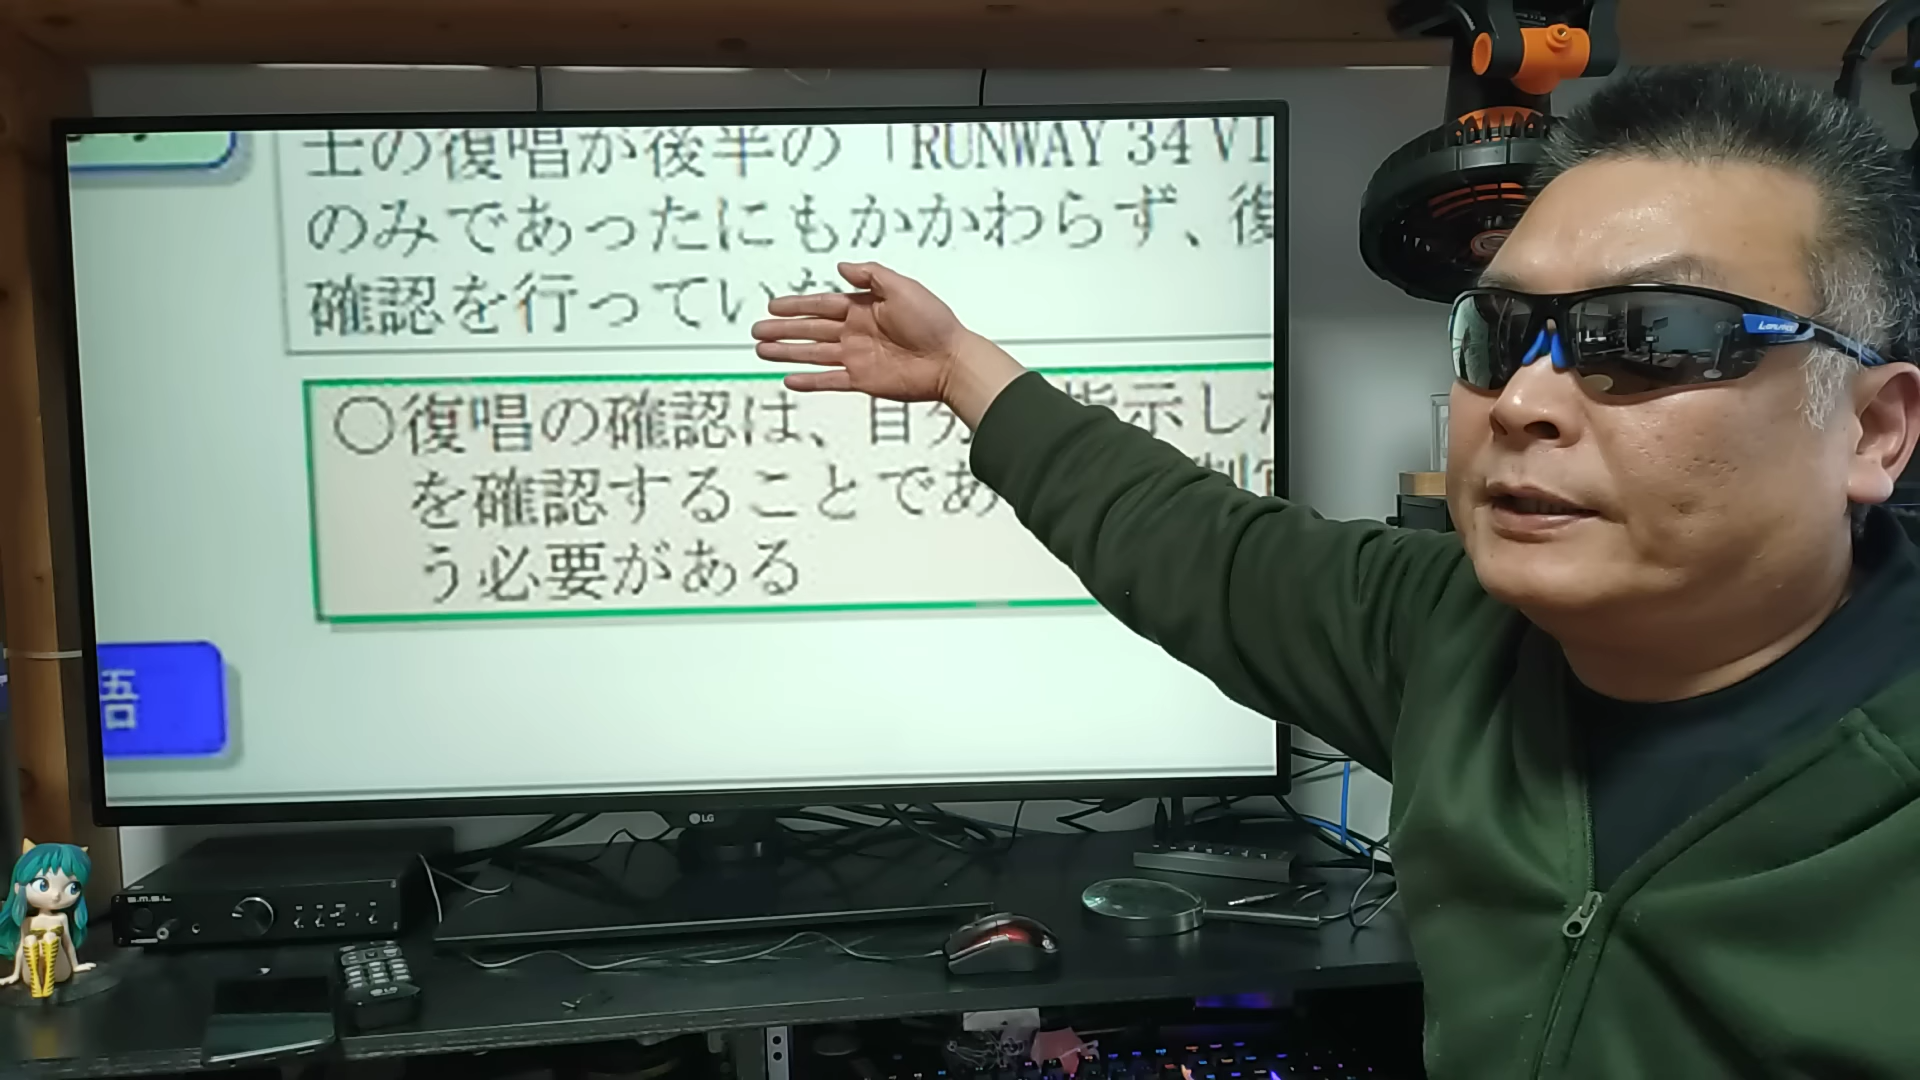 士の復唱が後半の「RUNWAY 34 VI
のみであったにもかかわらず、復
確認を行ってい
○復唱の確認は、自分 指示し
を確認することであ
う必要がある
語
LG
S.M.S.L
LG